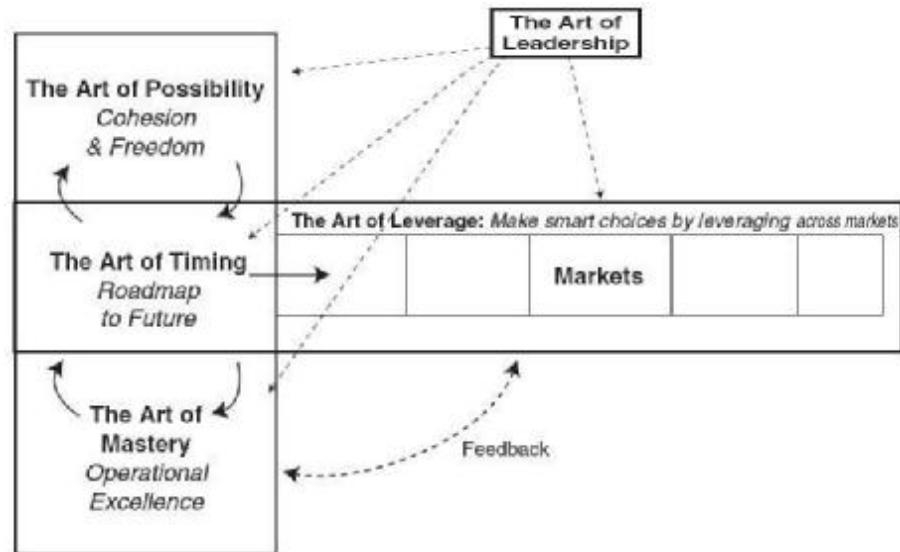 The Art of
Leadership
The Art of Possibility
Cohesion
& Freedom
The Art of Leverage: Make smart choices by leveraging across markets
The Art of Timing
Roadmap
to Future
Markets
The Art of
Mastery
Operational
Excellence
Feedback